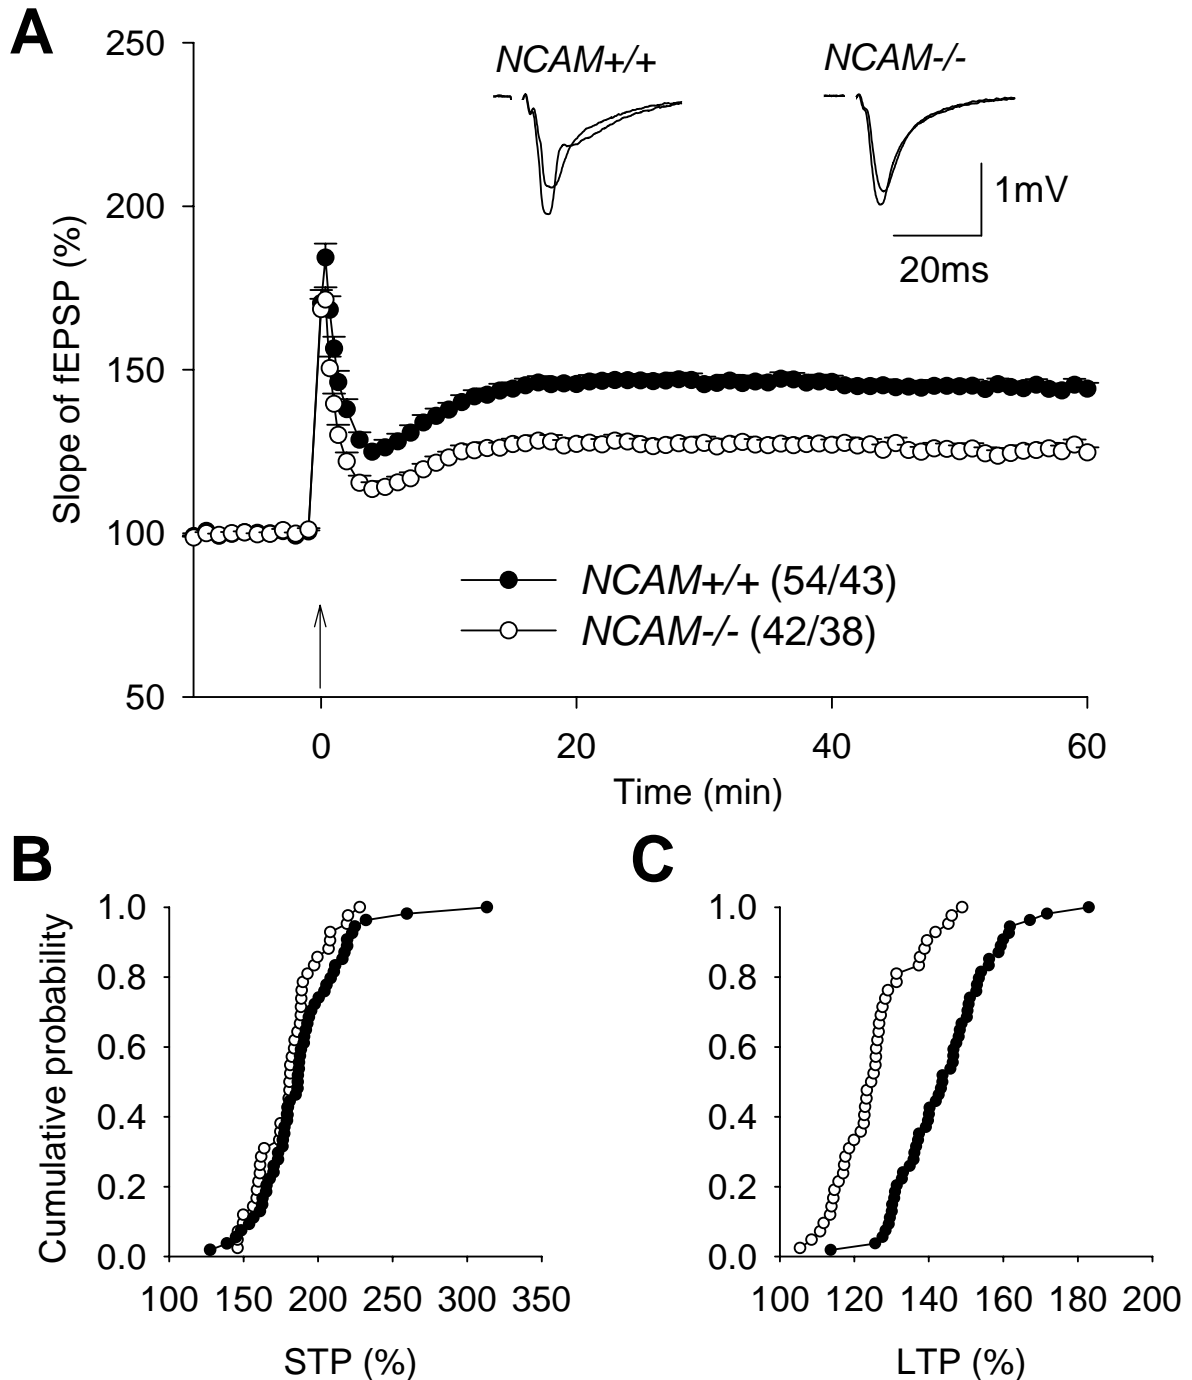 A
250
200
150
100
50
Slope of fEPSP (%)
NCAM+/+
NCAM-/-
1mV
20ms
NCAM+/+ (54/43)
NCAM-/- (42/38)
0 20 40 60
Time (min)
B
1.0
0.8
0.6
0.4
0.2
0.0
Cumulative probability
100 150 200 250 300 350
STP (%)
C
1.0
0.8
0.6
0.4
0.2
0.0
100 120 140 160 180 200
LTP (%)